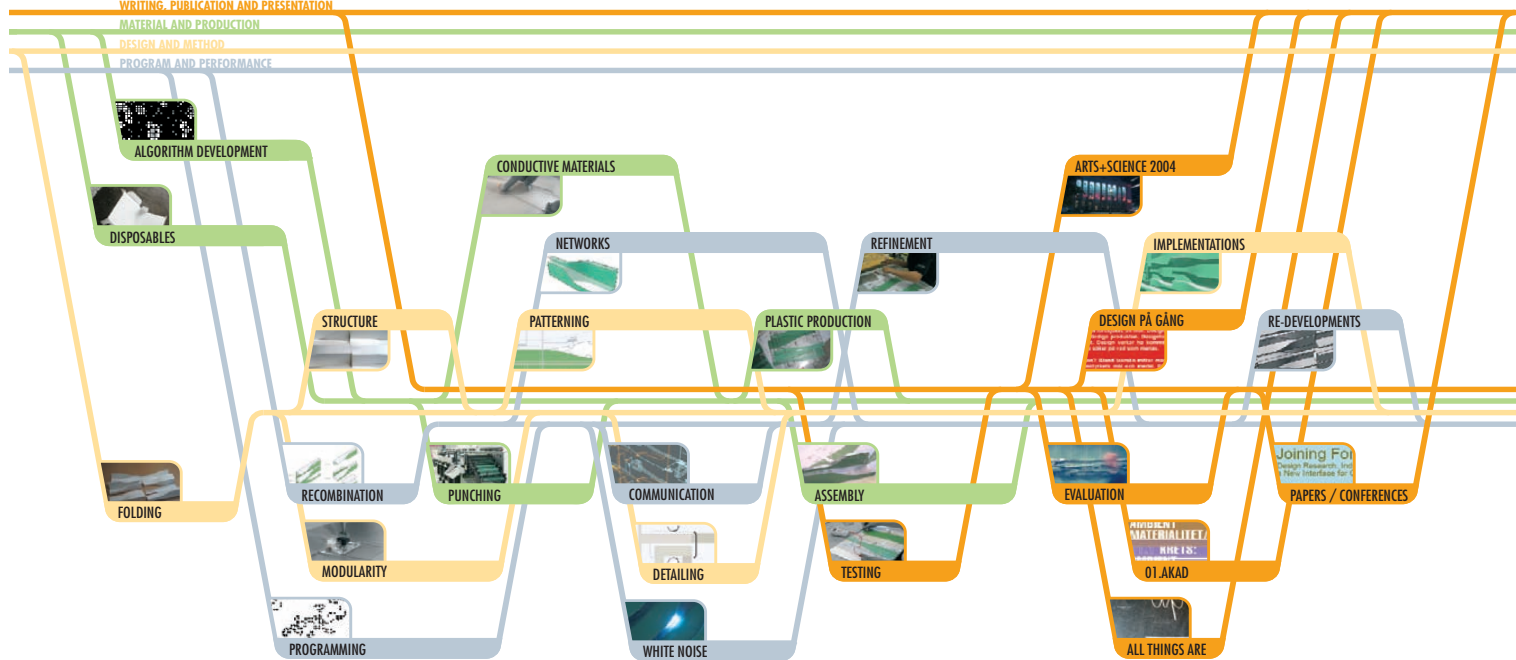 WRITING, PUBLICATION AND PRESENTATION
MATERIAL AND PRODUCTION
DESIGN AND METHOD
PROGRAM AND PERFORMANCE
ALGORITHM DEVELOPMENT
CONDUCTIVE MATERIALS
ARTS+SCIENCE 2004
DISPOSABLES
NETWORKS
REFINEMENT
IMPLEMENTATIONS
STRUCTURE
PATTERNING
PLASTIC PRODUCTION
DESIGN PÅ GÅNG
RE-DEVELOPMENTS
Joining For
Design Research, Ind
a New Interface for C
RECOMBINATION
PUNCHING
COMMUNICATION
ASSEMBLY
EVALUATION
PAPERS / CONFERENCES
FOLDING
AMBIENT
MATERIALITET/
KRETS:
MODULARITY
DETAILING
TESTING
01.AKAD
PROGRAMMING
WHITE NOISE
ALL THINGS ARE